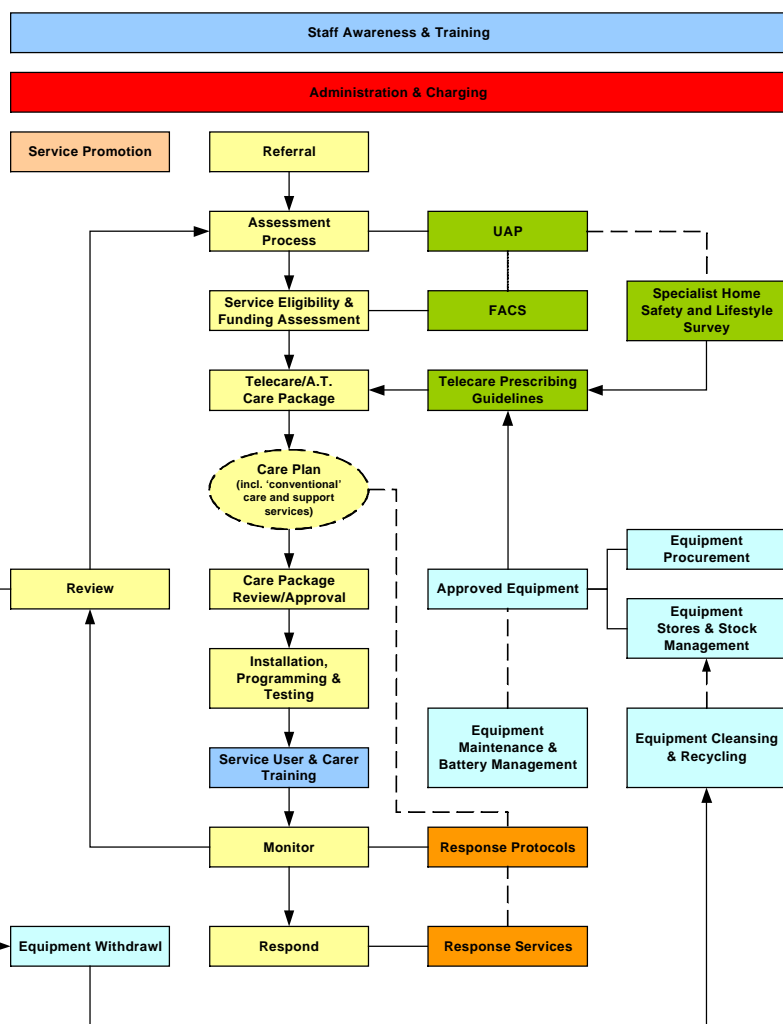 Staff Awareness & Training
Administration & Charging
Service Promotion
Referral
Assessment
Process
UAP
Service Eligibility &
Funding Assessment
FACS
Specialist Home
Safety and Lifestyle
Survey
Telecare/A.T.
Care Package
Telecare Prescribing
Guidelines
Care Plan
(incl. ‘conventional’
care and support
services)
Equipment
Procurement
Review
Care Package
Review/Approval
Approved Equipment
Equipment
Stores & Stock
Management
Installation,
Programming &
Testing
Equipment
Maintenance &
Battery Management
Equipment Cleansing
& Recycling
Service User & Carer
Training
Monitor
Response Protocols
Equipment Withdrawl
Respond
Response Services